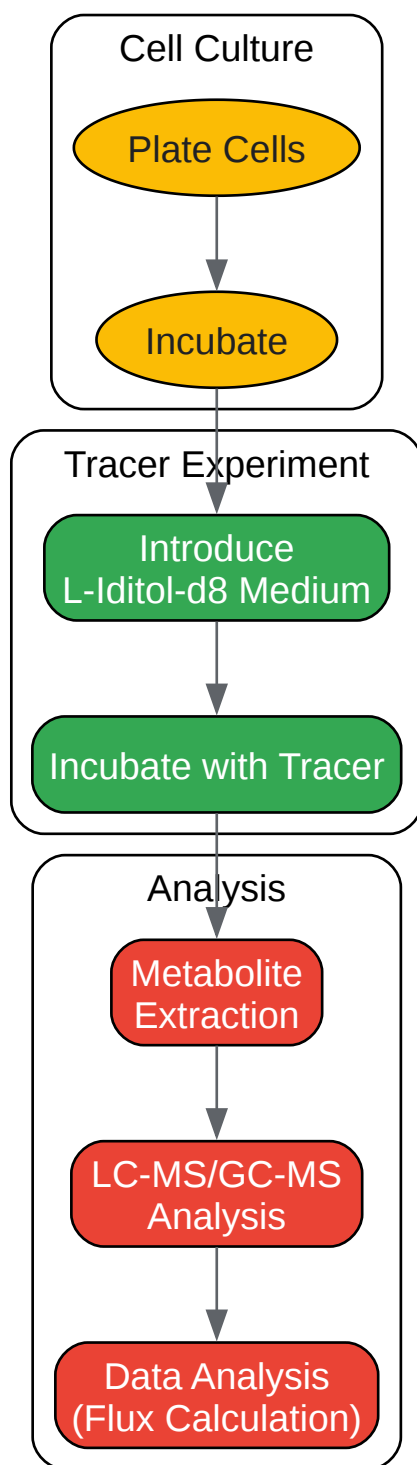 Cell Culture
Plate Cells
Incubate
Tracer Experiment
Introduce
L-Iditol-d8 Medium
Incubate with Tracer
Analysis
Metabolite
Extraction
LC-MS/GC-MS
Analysis
Data Analysis
(Flux Calculation)